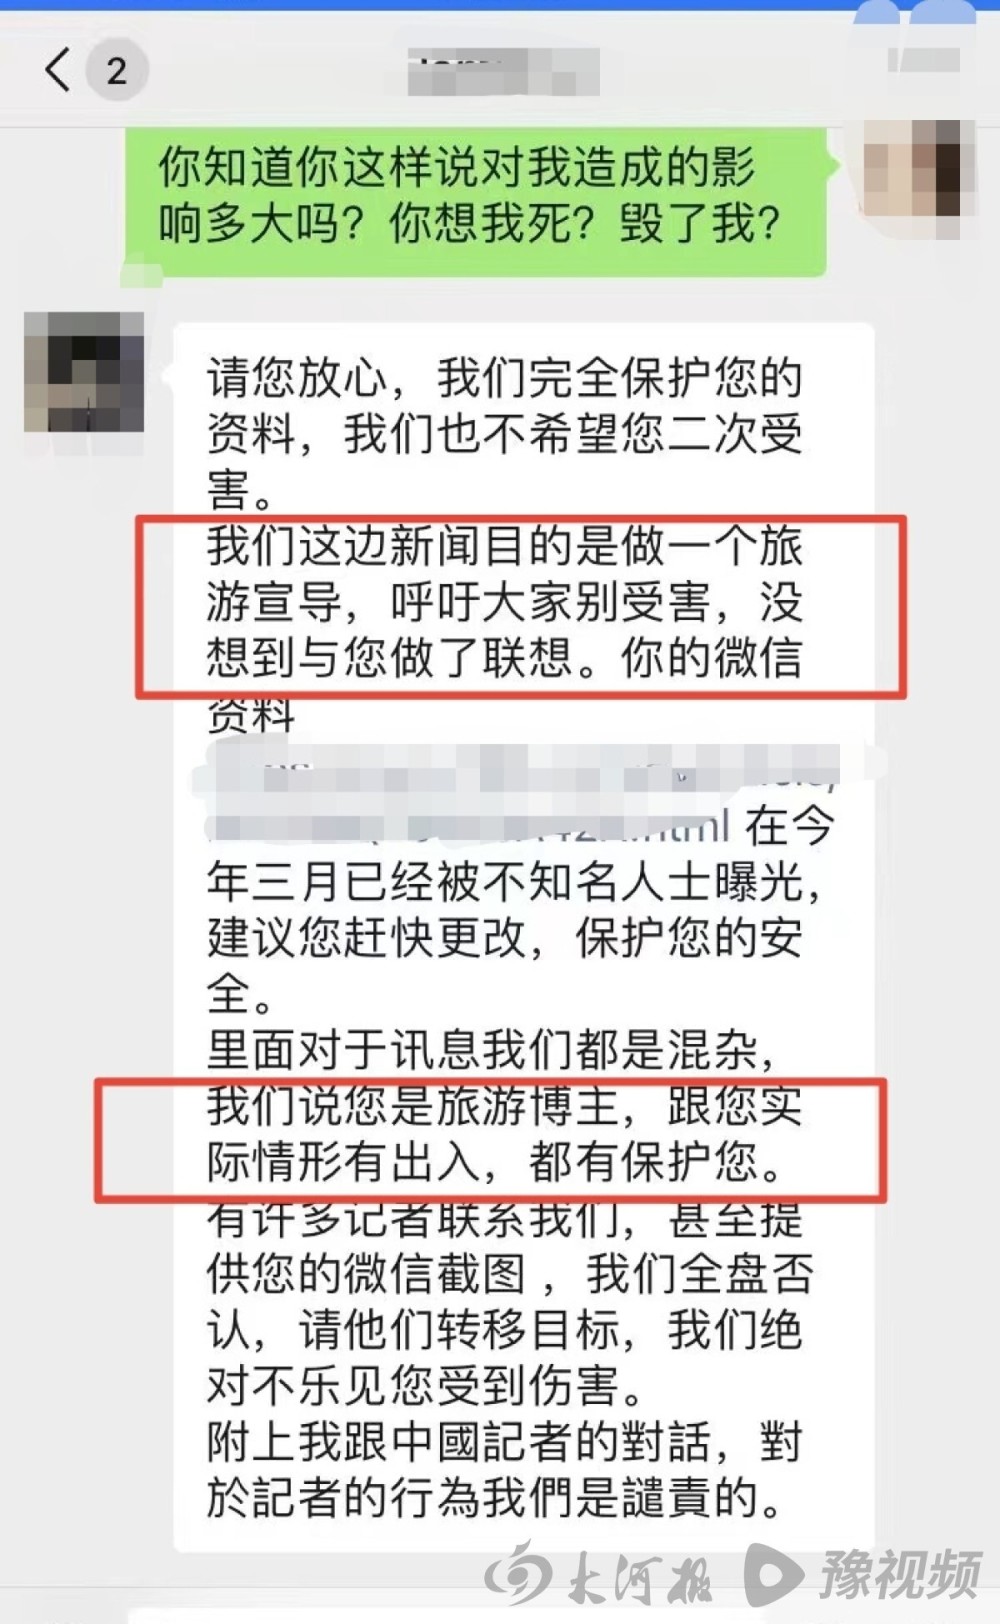 2
你知道你这样说对我造成的影
响多大吗？你想我死？毁了我？
请您放心，我们完全保护您的
资料，我们也不希望您二次受
害。
我们这边新闻目的是做一个旅
游宣导，呼吁大家别受害，没
想到与您做了联想。你的微信
资料
html 在今
年三月已经被不知名人士曝光，
建议您赶快更改，保护您的安
全。
里面对于讯息我们都是混杂，
我们说您是旅游博主，跟您实
际情形有出入，都有保护您。
有许多记者联系我们，甚至提
供您的微信截图 ，我们全盘否
认，请他们转移目标，我们绝
对不乐见您受到伤害。
附上我跟中國記者的對話，對
於記者的行為我們是譴責的。
大河报 豫视频